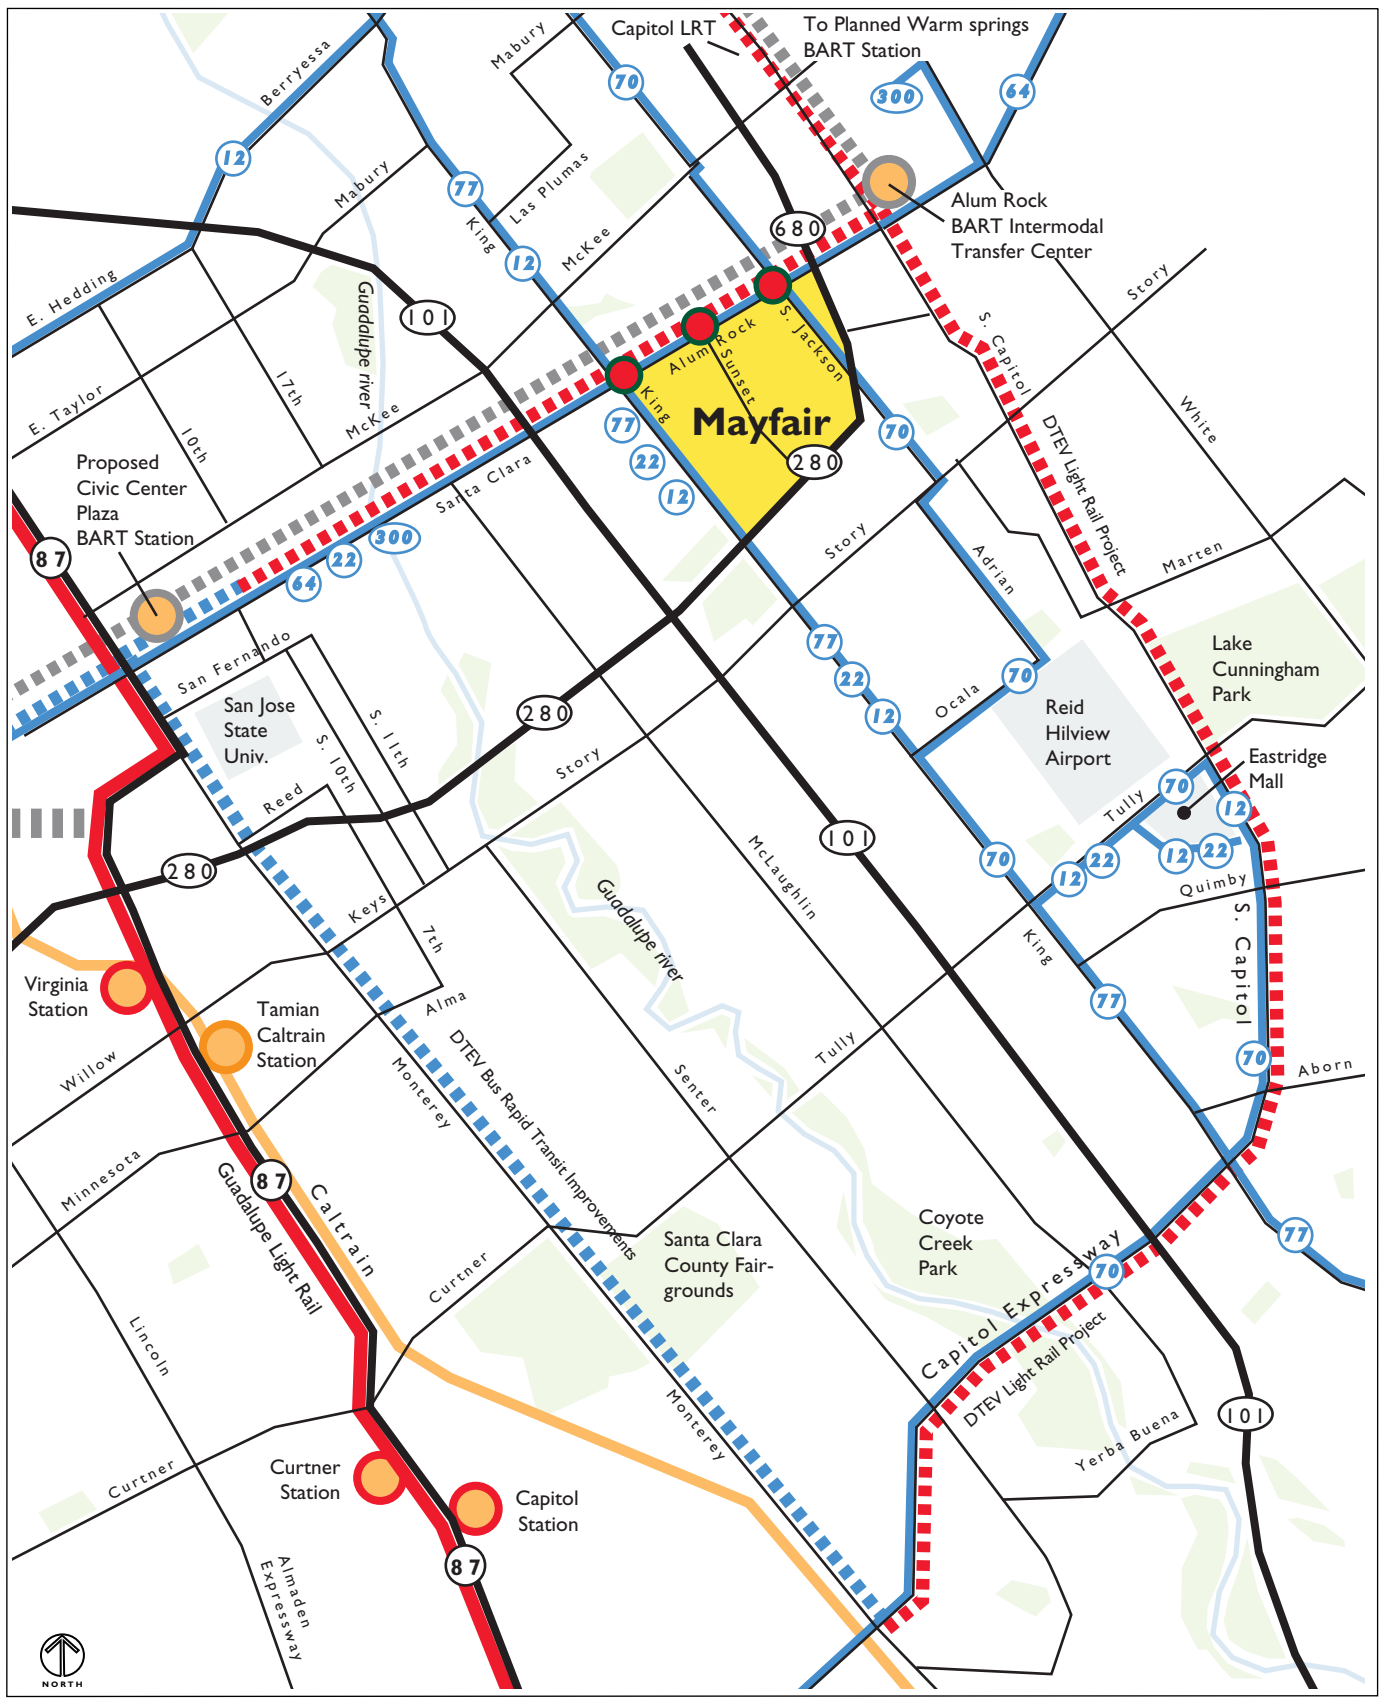 Capitol LRT
To Planned Warm springs
BART Station
Mabury
Berryessa
70
300
64
12
Mabury
77
Las Plumas
King
Alum Rock
BART Intermodal
Transfer Center
680
McKee
12
E. Hedding
Story
Guadalupe river
101
S. Capitol
S. Jackson
Alum Rock
Sunset
17th
E. Taylor
McKee
King
White
10th
77
Mayfair
70
DTEV Light Rail Project
Proposed
Civic Center
Plaza
BART Station
22
280
Santa Clara
12
300
87
22
64
Story
Adrian
Marten
San Fernando
77
Lake
Cunningham
Park
22
70
San Jose
State
Univ.
S. 11th
280
12
Ocala
Reid
Hilview
Airport
S. 10th
Story
Eastridge
Mall
Reed
70
Tully
12
101
McLaughlin
70
22
12
22
12
280
Quimby
Keys
Guadalupe river
7th
King
S. Capitol
Virginia
Station
77
Alma
Tamian
Caltrain
Station
DTEV Bus Rapid Transit Improvements
Tully
70
Willow
Monterey
Senter
Aborn
Minnesota
87
Guadalupe Light Rail
Caltrain
Coyote
Creek
Park
Santa Clara
County Fair-
grounds
77
Curtner
70
Capitol Expressway
Lincoln
DTEV Light Rail Project
Monterey
101
Yerba Buena
Curtner
Curtner
Station
Capitol
Station
87
Almaden
Expressway
NORTH